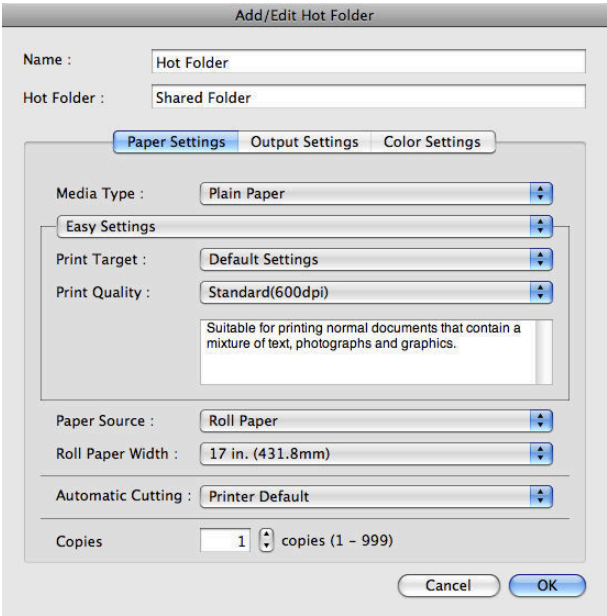 Add/Edit Hot Folder
Name : Hot Folder
Hot Folder : Shared Folder
Paper Settings Output Settings Color Settings
Media Type : Plain Paper
Easy Settings
Print Target : Default Settings
Print Quality : Standard(600dpi)
Suitable for printing normal documents that contain a
mixture of text, photographs and graphics.
Paper Source : Roll Paper
Roll Paper Width : 17 in. (431.8mm)
Automatic Cutting : Printer Default
Copies 1 copies (1 – 999)
Cancel OK